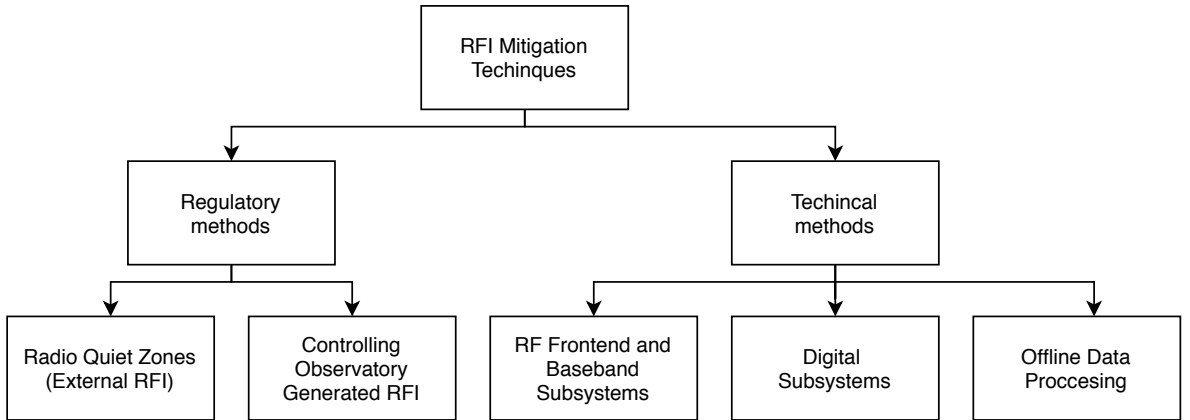 RFI Mitigation
Techinques
Regulatory
methods
Techincal
methods
Radio Quiet Zones
(External RFI)
Controlling
Observatory
Generated RFI
RF Frontend and
Baseband
Subsystems
Digital
Subsystems
Offline Data
Proccesing